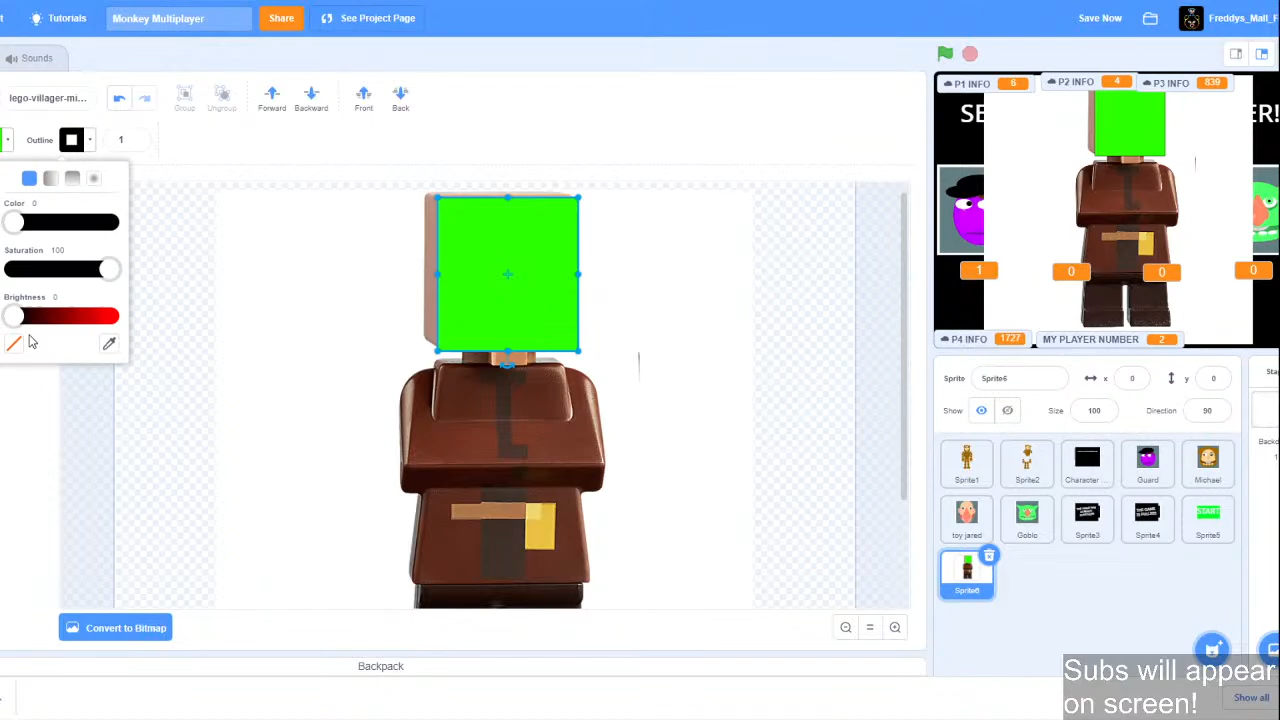 Tutorials
Monkey Multiplayer
Share
See Project Page
Save Now
Freddys_Mall_F
Sounds
lego-villager-mi...
Group
Ungroup
Forward
Backward
Front
Back
Outline
1
Color 0
Saturation 100
Brightness 0
Convert to Bitmap
Backpack
P1 INFO 6
P2 INFO 4
P3 INFO 839
SE
ER!
1
0
0
0
P4 INFO 1727
MY PLAYER NUMBER 2
Sprite
Sprite6
x
0
y
0
Show
Size
100
Direction
90
Sta
Sprite1
Sprite2
Character ...
Guard
Michael
toy jared
Goblo
Sprite3
Sprite4
START
Sprite5
Sprite6
Subs will appear
on screen!
Show all